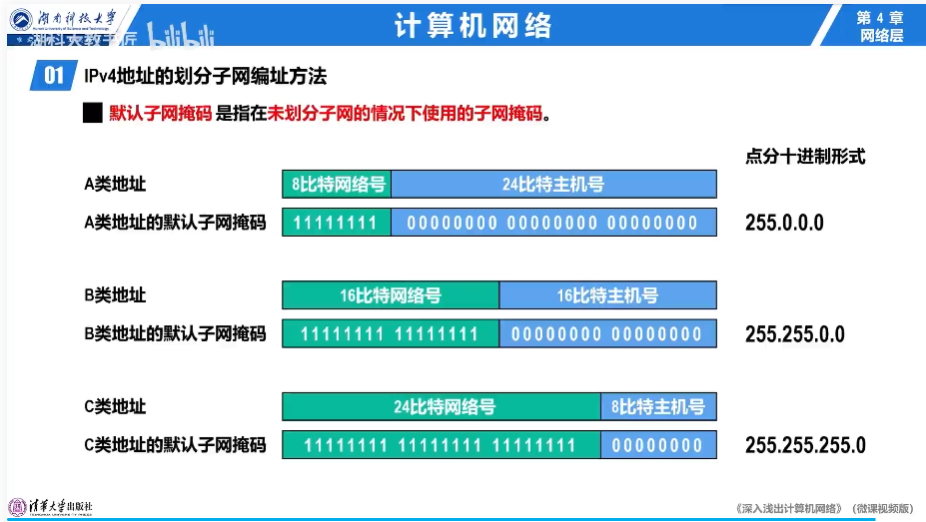 湖南科技大学
Hunan University of Science and Technology
计算机网络
第 4 章
网络层
湖科大教书匠 bilibili
01 IPv4地址的划分子网编址方法
默认子网掩码 是指在未划分子网的情况下使用的子网掩码。
点分十进制形式
A类地址 8比特网络号 24比特主机号
A类地址的默认子网掩码 11111111 00000000 00000000 00000000 255.0.0.0
B类地址 16比特网络号 16比特主机号
B类地址的默认子网掩码 11111111 11111111 00000000 00000000 255.255.0.0
C类地址 24比特网络号 8比特主机号
C类地址的默认子网掩码 11111111 11111111 11111111 00000000 255.255.255.0
清华大学出版社
《深入浅出计算机网络》（微课视频版）